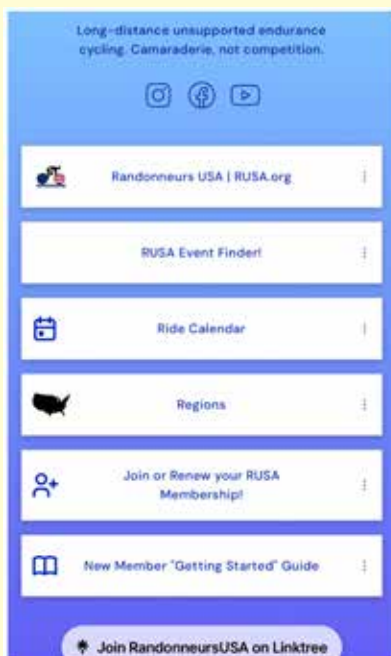 Long-distance unsupported endurance
cycling. Camaraderie, not competition.
Randonneurs USA | RUSA.org
RUSA Event Finder!
Ride Calendar
Regions
Join or Renew your RUSA
Membership!
New Member "Getting Started" Guide
Join RandonneursUSA on Linktree